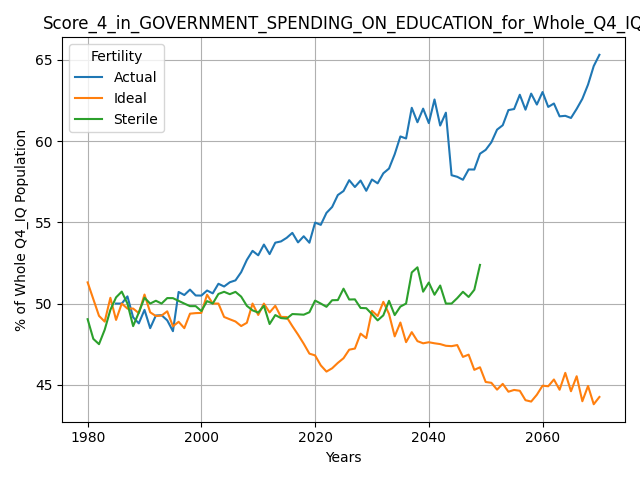 Score_4_in_GOVERNMENT_SPENDING_ON_EDUCATION_for_Whole_Q4_IQ
Fertility
Actual
Ideal
Sterile
% of Whole Q4_IQ Population
65
60
55
50
45
1980
2000
2020
2040
2060
Years